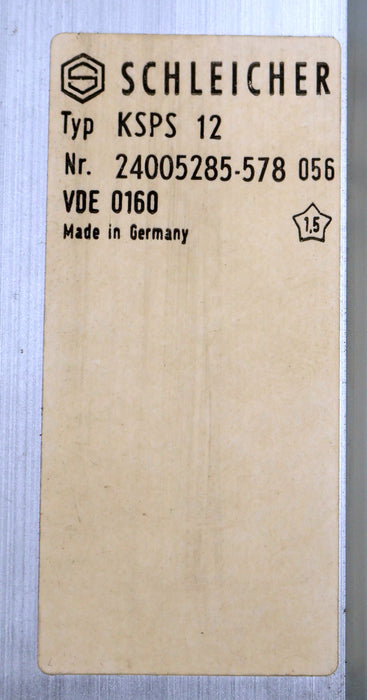 SCHLEICHER
Typ KSPS 12
Nr. 24005285-578 056
VDE 0160
Made in Germany
1,5